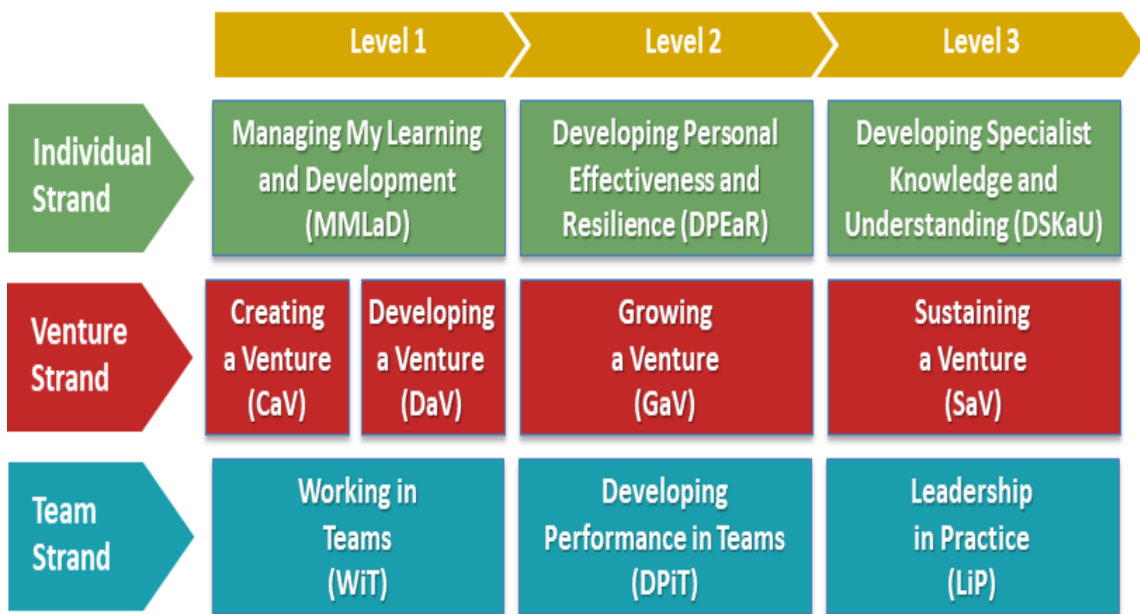 Level 1
Level 2
Level 3
Individual
Strand
Managing My Learning
and Development
(MMLaD)
Developing Personal
Effectiveness and
Resilience (DPEaR)
Developing Specialist
Knowledge and
Understanding (DSKaU)
Venture
Strand
Creating
a Venture
(CaV)
Developing
a Venture
(DaV)
Growing
a Venture
(GaV)
Sustaining
a Venture
(SaV)
Team
Strand
Working in
Teams
(WiT)
Developing
Performance in Teams
(DPiT)
Leadership
in Practice
(LiP)